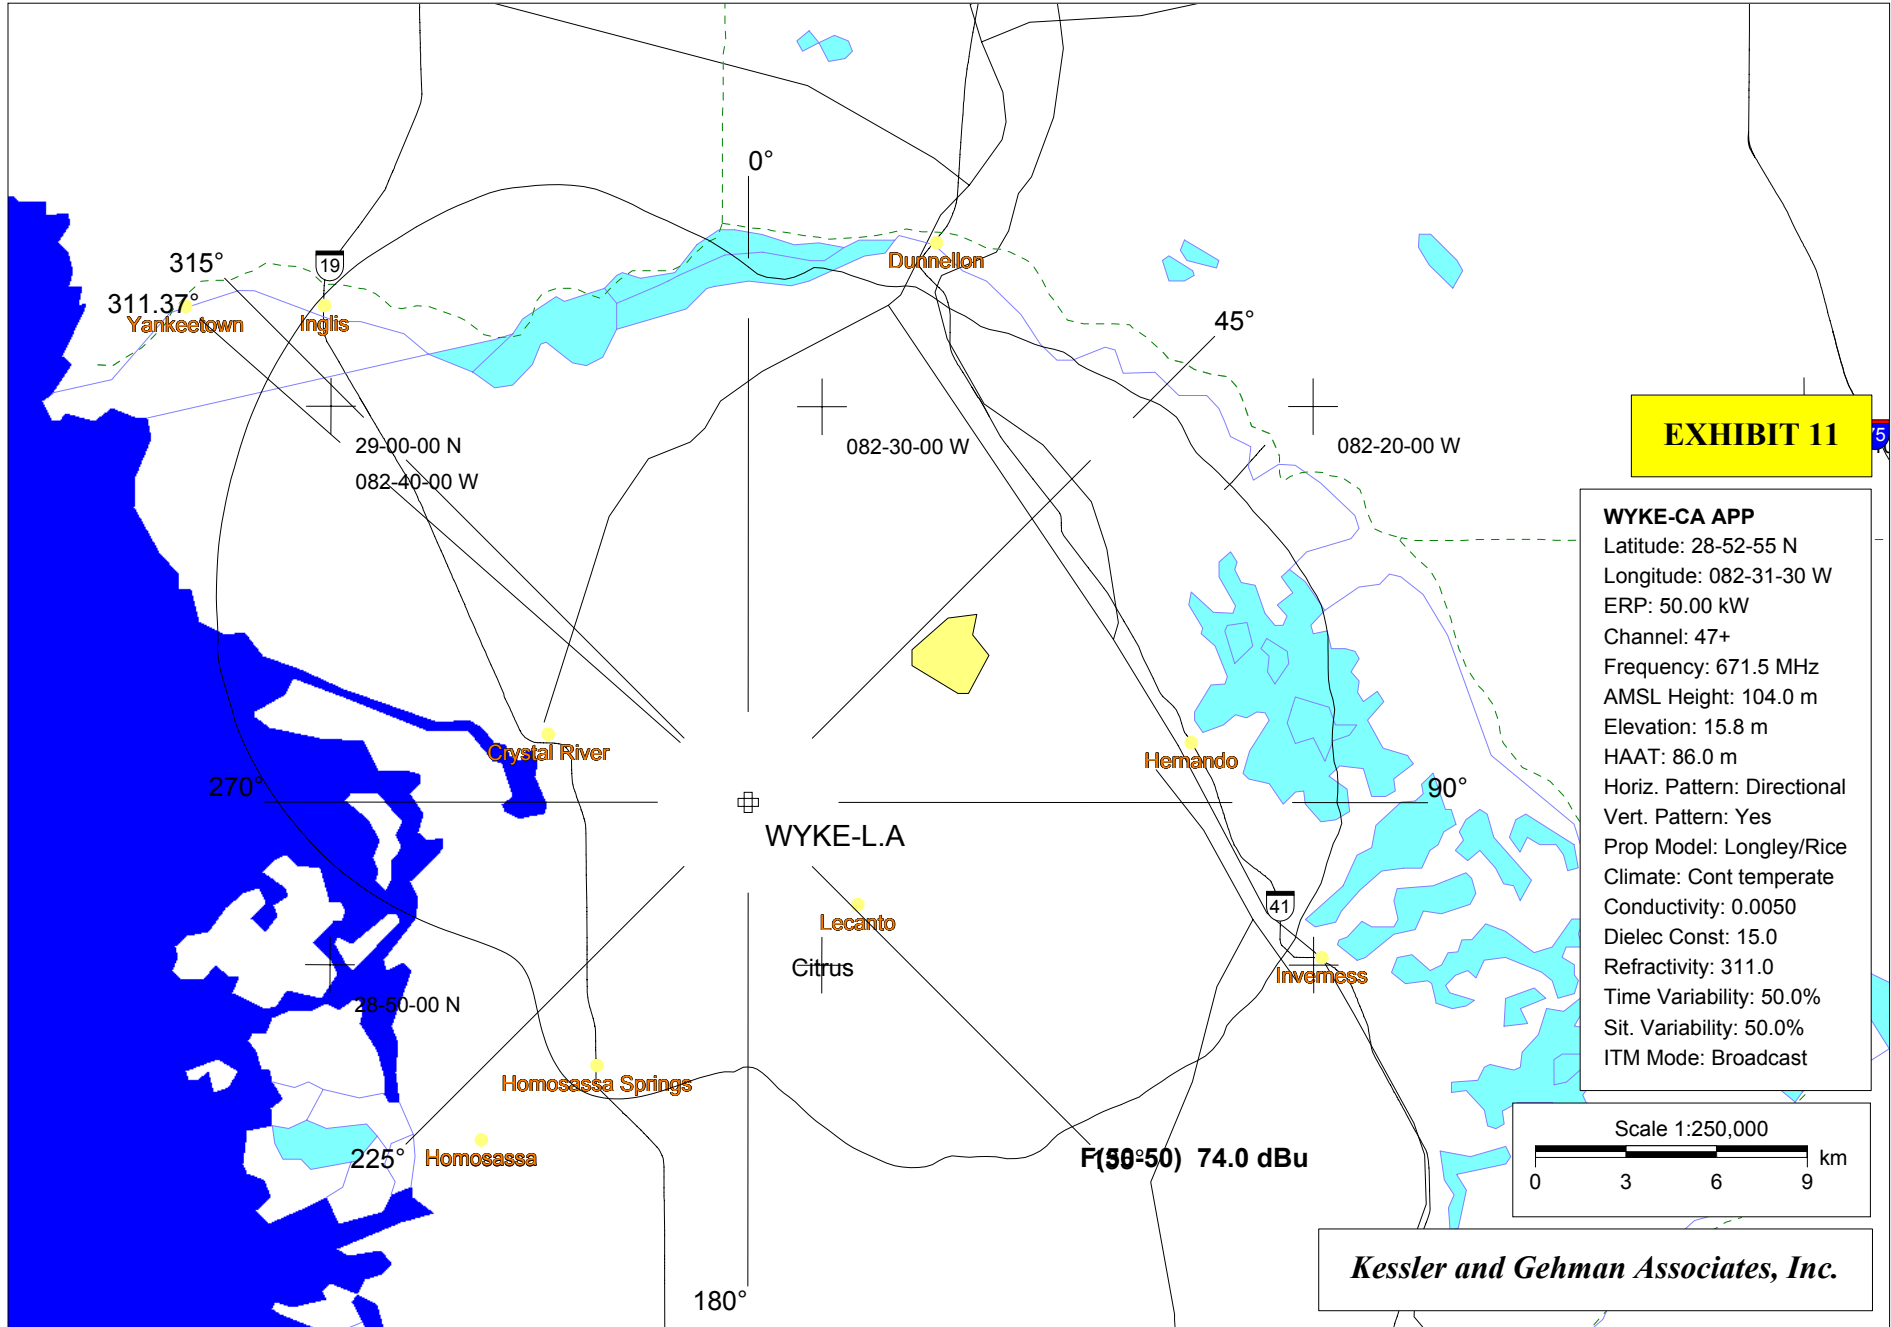 0°
315°
19
Dunnellon
311.37°
Yankeetown
Inglis
45°
29-00-00 N
082-40-00 W
082-30-00 W
082-20-00 W
EXHIBIT 11
WYKE-CA APP
Latitude: 28-52-55 N
Longitude: 082-31-30 W
ERP: 50.00 kW
Channel: 47+
Frequency: 671.5 MHz
AMSL Height: 104.0 m
Elevation: 15.8 m
HAAT: 86.0 m
Horiz. Pattern: Directional
Vert. Pattern: Yes
Prop Model: Longley/Rice
Climate: Cont temperate
Conductivity: 0.0050
Dielec Const: 15.0
Refractivity: 311.0
Time Variability: 50.0%
Sit. Variability: 50.0%
ITM Mode: Broadcast
Crystal River
Hernando
270°
90°
WYKE-L.A
41
Lecanto
Citrus
Inverness
28-50-00 N
Homosassa Springs
225°
Homosassa
74.0 dBu
Scale 1:250,000
km
0 3 6 9
180°
Kessler and Gehman Associates, Inc.